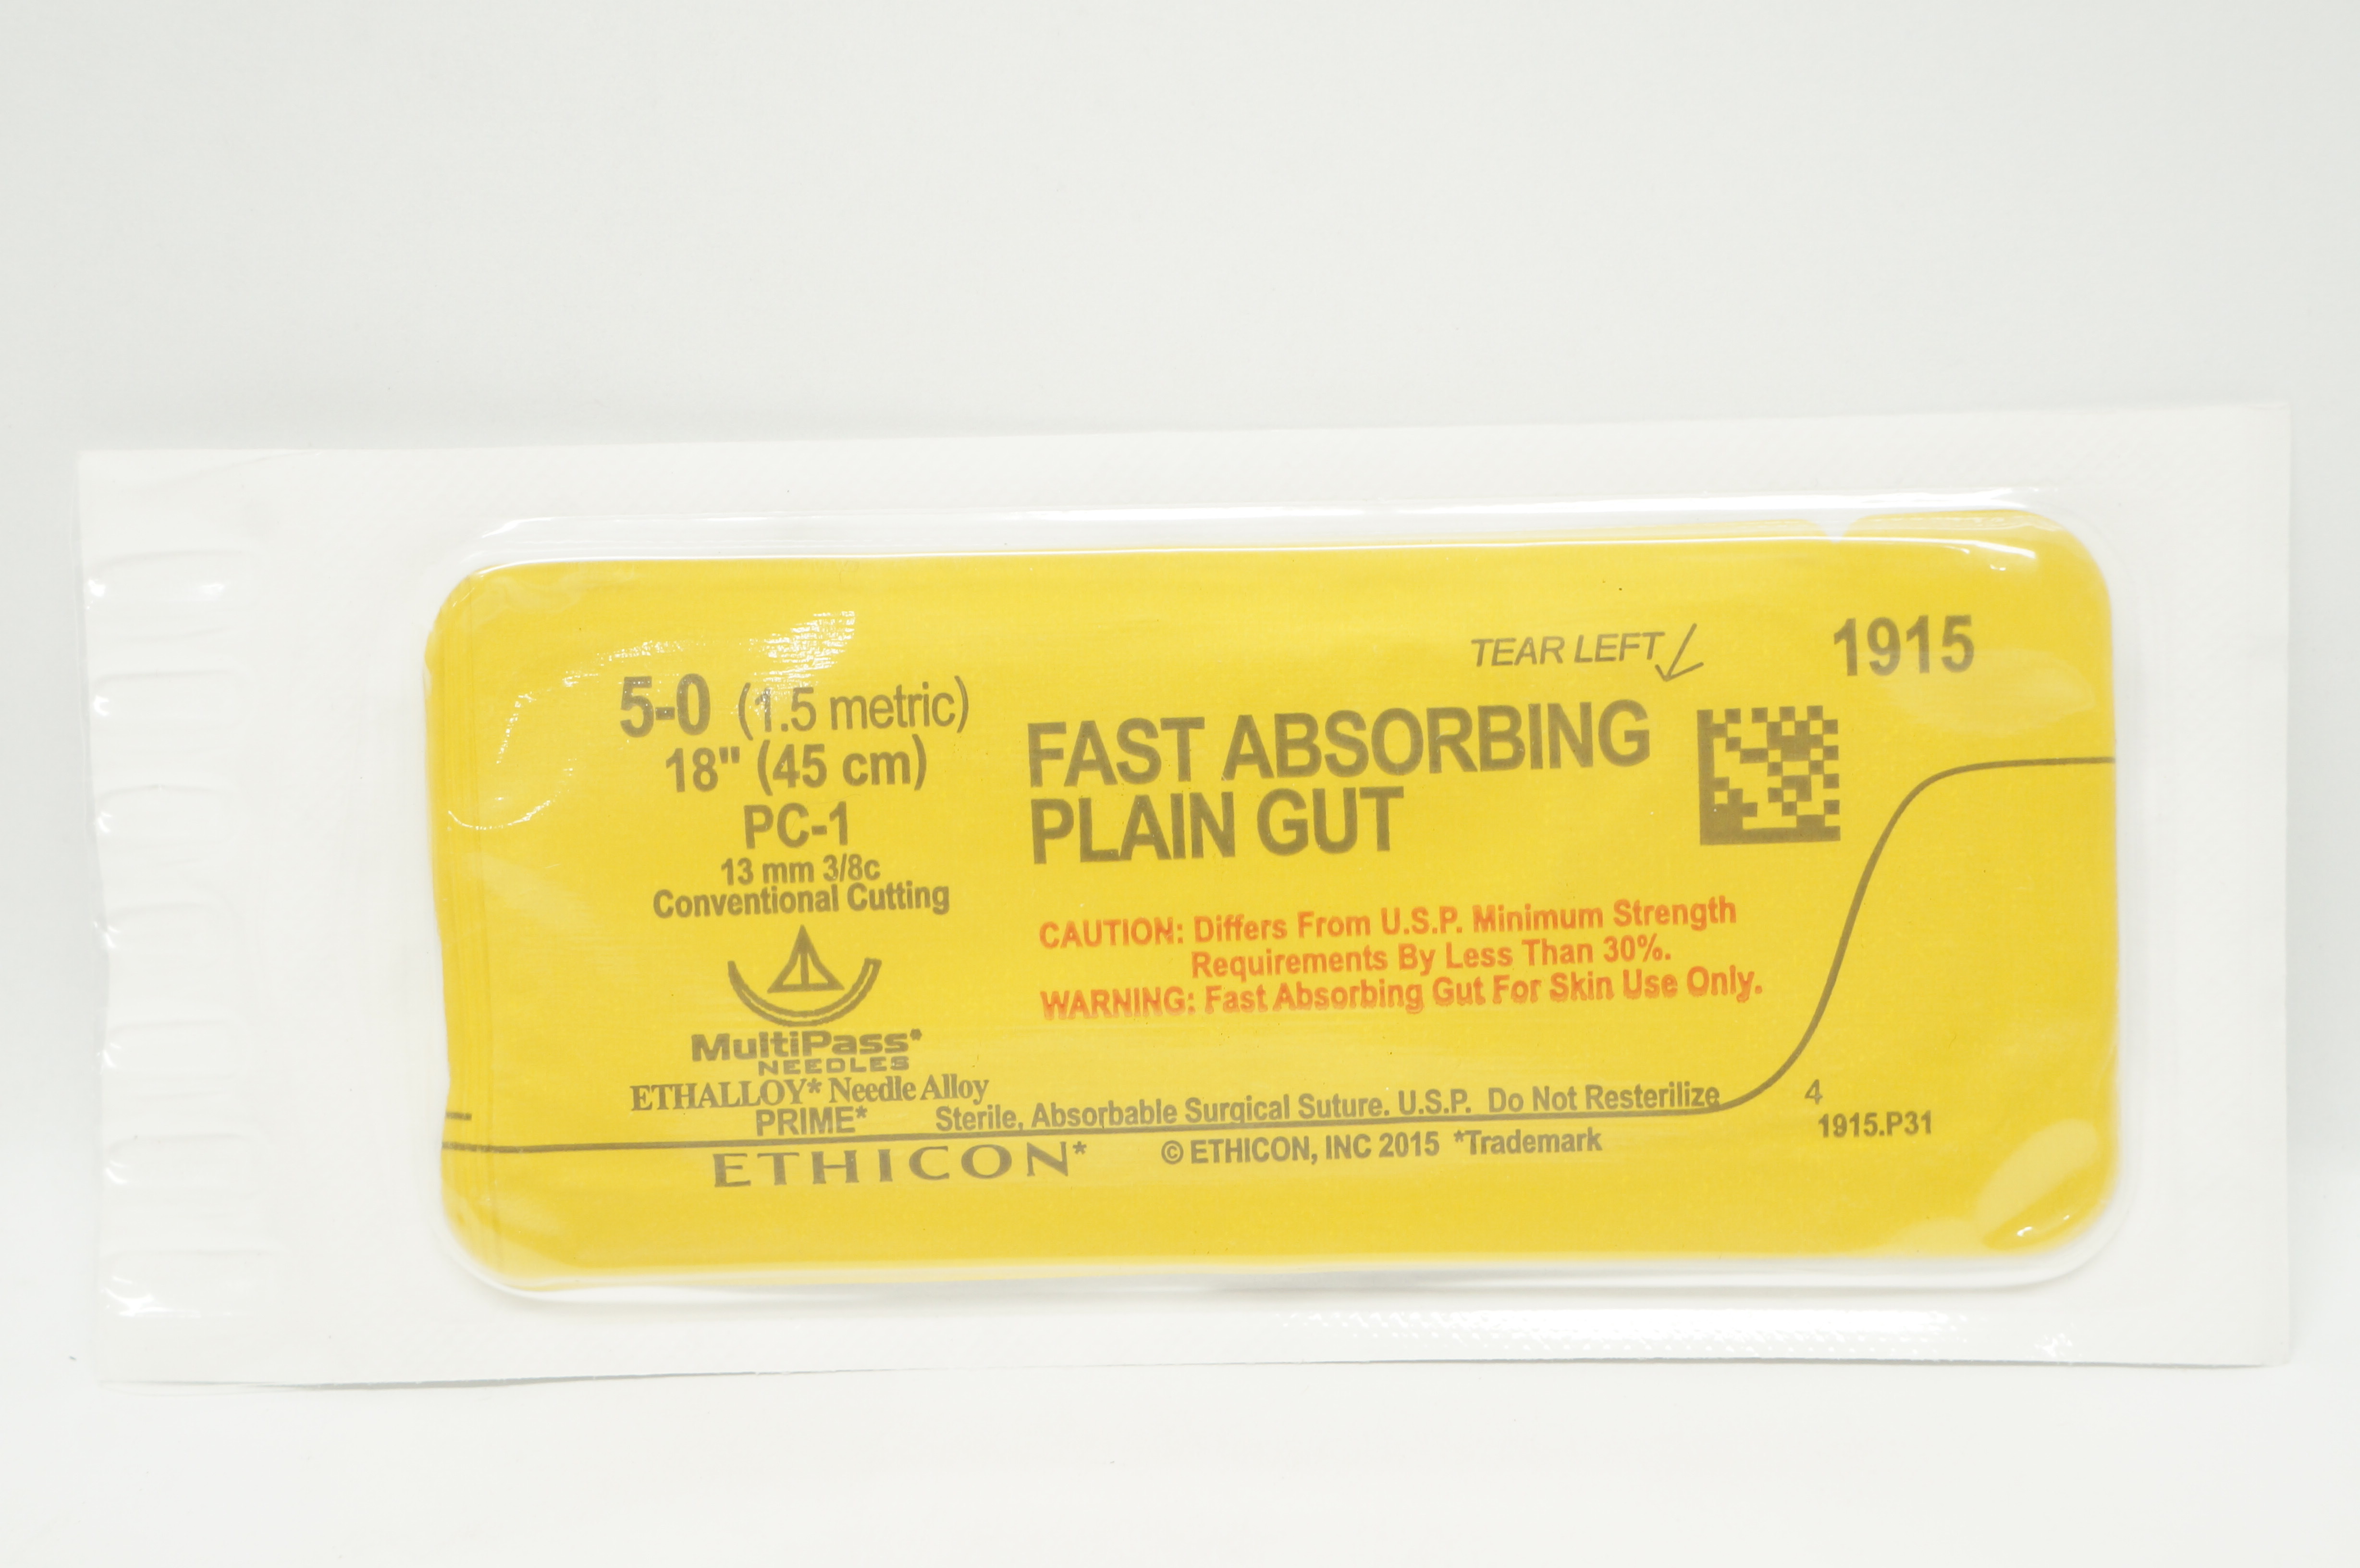 TEAR LEFT
1915
5-0 (1.5 metric)
18" (45 cm)
PC-1
13 mm 3/8c
Conventional Cutting
MultiPass*
NEEDLES
ETHALLOY* Needle Alloy
PRIME*
FAST ABSORBING
PLAIN GUT
CAUTION: Differs From U.S.P. Minimum Strength
Requirements By Less Than 30%.
WARNING: Fast Absorbing Gut For Skin Use Only.
Sterile, Absorbable Surgical Suture. U.S.P. Do Not Resterilize
4
1915.P31
ETHICON*
© ETHICON, INC 2015 *Trademark